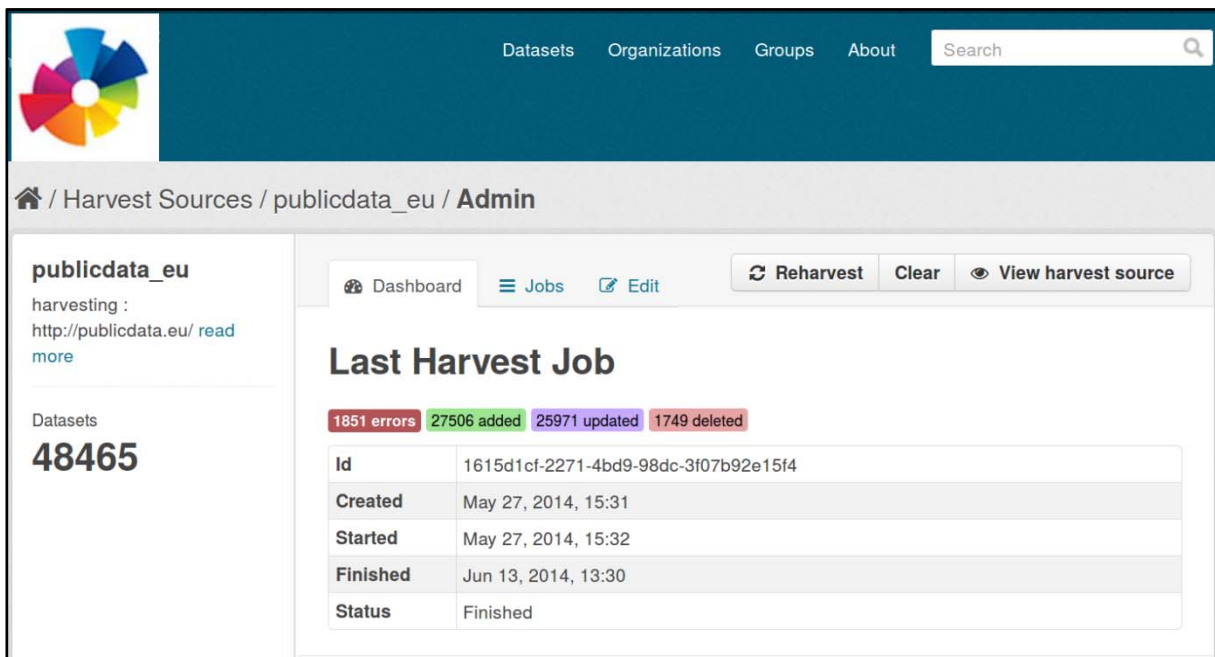 Datasets Organizations Groups About Search
/ Harvest Sources / publicdata_eu / Admin
publicdata_eu
harvesting :
http://publicdata.eu/ read
more
Datasets
48465
Dashboard Jobs Edit Reharvest Clear View harvest source
Last Harvest Job
1851 errors 27506 added 25971 updated 1749 deleted
Id 1615d1cf-2271-4bd9-98dc-3f07b92e15f4
Created May 27, 2014, 15:31
Started May 27, 2014, 15:32
Finished Jun 13, 2014, 13:30
Status Finished